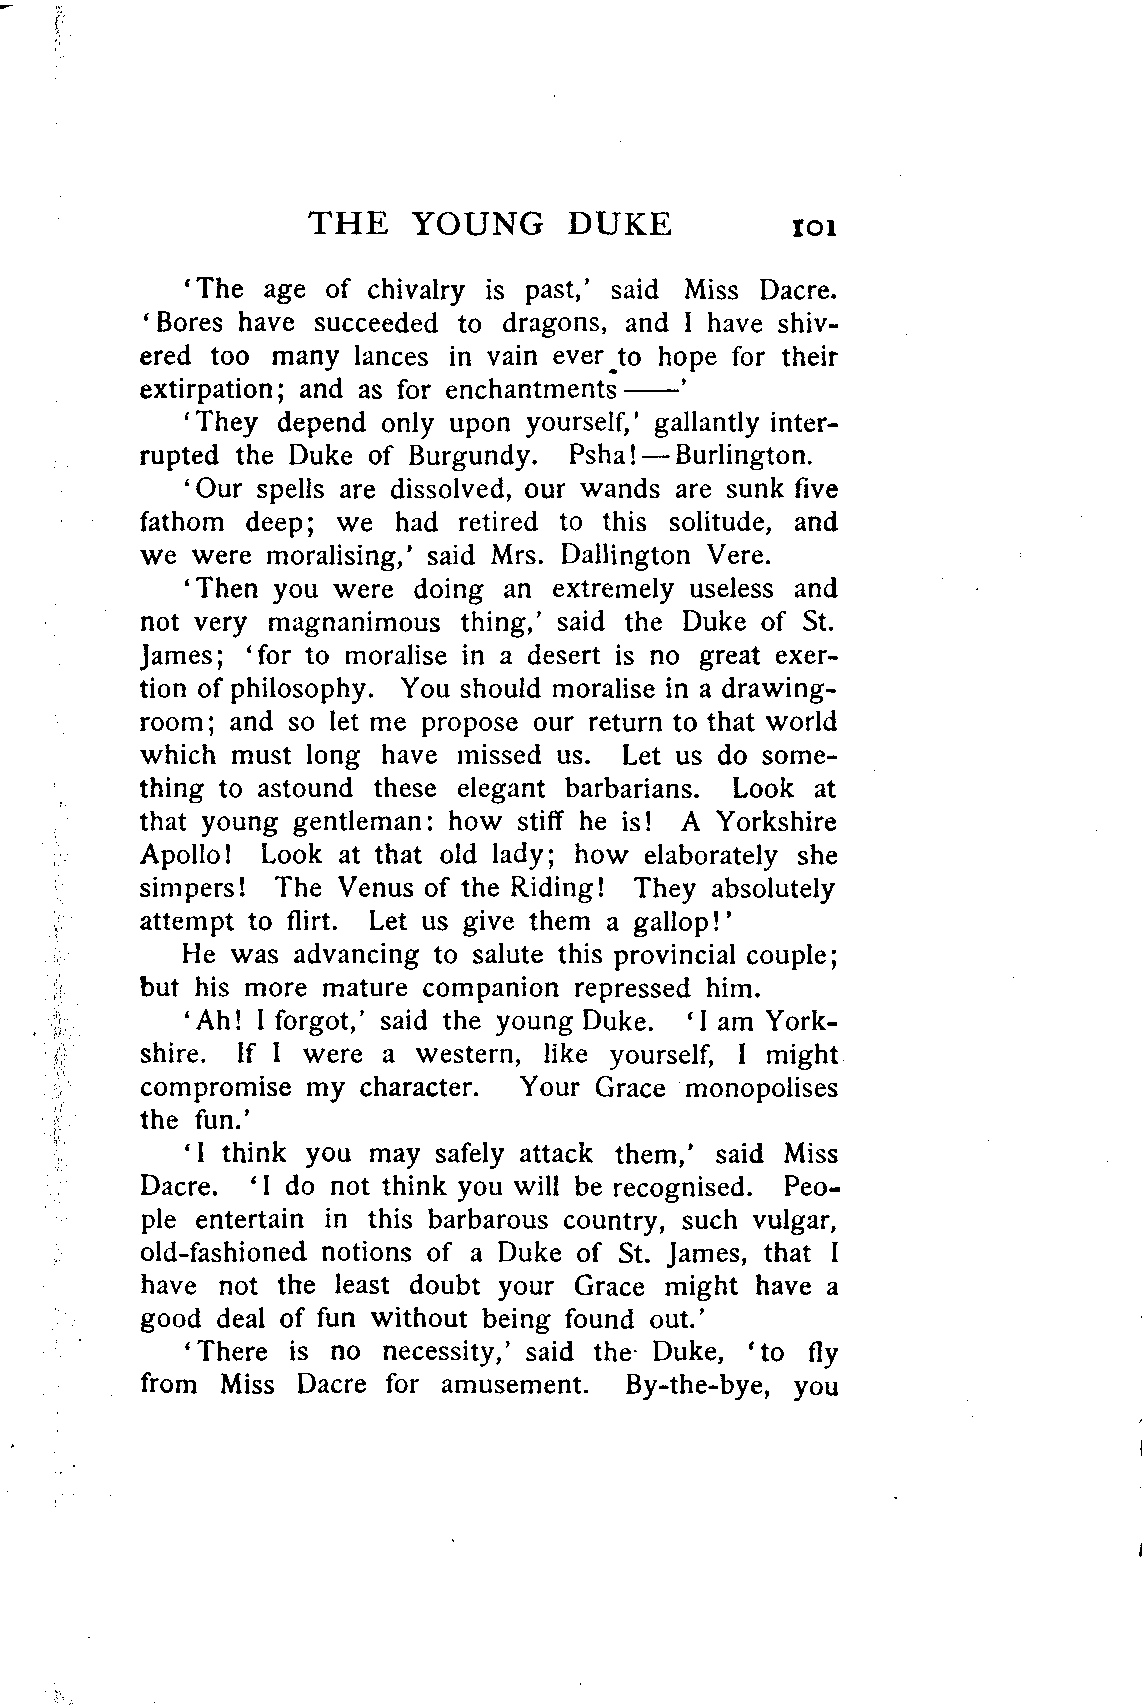 THE YOUNG DUKE 101
‘The age of chivalry is past,’ said Miss Dacre.
‘Bores have succeeded to dragons, and I have shiv-
ered too many lances in vain ever to hope for their
extirpation; and as for enchantments——’
‘They depend only upon yourself,’ gallantly inter-
rupted the Duke of Burgundy. Psha!—Burlington.
‘Our spells are dissolved, our wands are sunk five
fathom deep; we had retired to this solitude, and
we were moralising,’ said Mrs. Dallington Vere.
‘Then you were doing an extremely useless and
not very magnanimous thing,’ said the Duke of St.
James; ‘for to moralise in a desert is no great exer-
tion of philosophy. You should moralise in a drawing-
room; and so let me propose our return to that world
which must long have missed us. Let us do some-
thing to astound these elegant barbarians. Look at
that young gentleman: how stiff he is! A Yorkshire
Apollo! Look at that old lady; how elaborately she
simpers! The Venus of the Riding! They absolutely
attempt to flirt. Let us give them a gallop!’
He was advancing to salute this provincial couple;
but his more mature companion repressed him.
‘Ah! I forgot,’ said the young Duke. ‘I am York-
shire. If I were a western, like yourself, I might
compromise my character. Your Grace monopolises
the fun.’
‘I think you may safely attack them,’ said Miss
Dacre. ‘I do not think you will be recognised. Peo-
ple entertain in this barbarous country, such vulgar,
old-fashioned notions of a Duke of St. James, that I
have not the least doubt your Grace might have a
good deal of fun without being found out.’
‘There is no necessity,’ said the Duke, ‘to fly
from Miss Dacre for amusement. By-the-bye, you